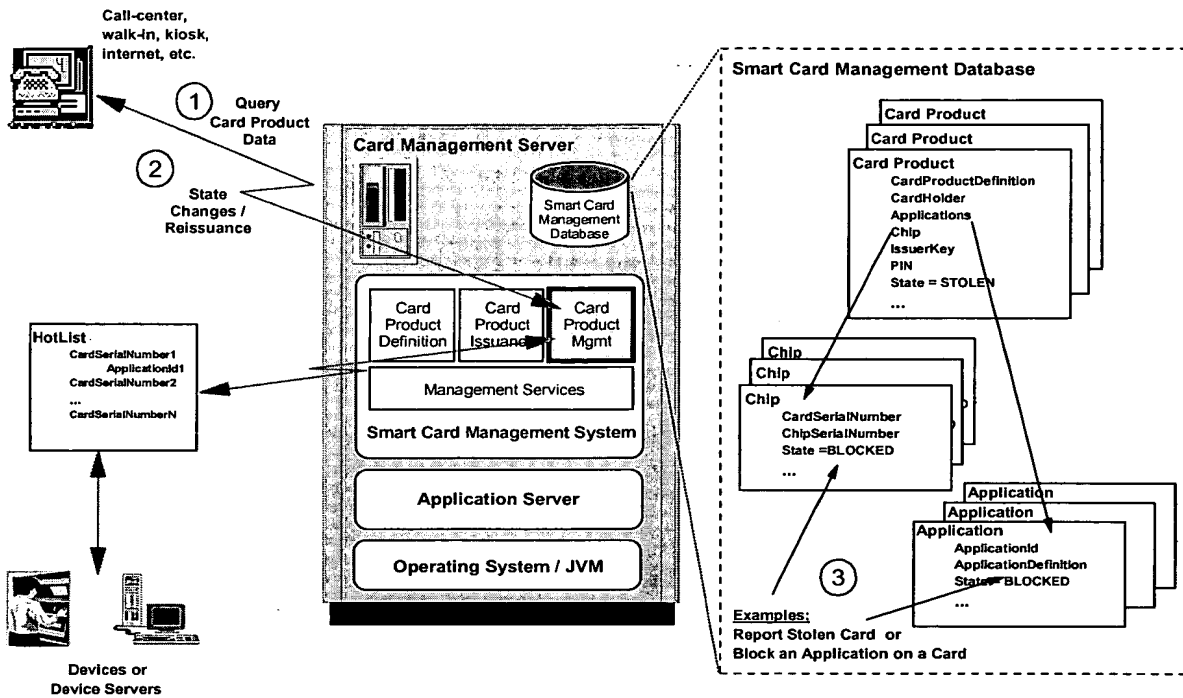 Call-center,
walk-in, kiosk,
internet, etc.
1
Query
Card Product
Data
2
State
Changes /
Reissuance
Card Management Server
Smart Card
Management
Database
Card
Product
Definition
Card
Product
Issuance
Card
Product
Mgmt
Management Services
Smart Card Management System
Application Server
Operating System / JVM
HotList
CardSerialNumber1
ApplicationId1
CardSerialNumber2
...
CardSerialNumberN
Devices or
Device Servers
Smart Card Management Database
Card Product
Card Product
Card Product
CardProductDefinition
CardHolder
Applications
Chip
IssuerKey
PIN
State = STOLEN
...
Chip
Chip
Chip
CardSerialNumber
ChipSerialNumber
State =BLOCKED
...
Application
Application
Application
ApplicationId
ApplicationDefinition
State =BLOCKED
...
3
Examples:
Report Stolen Card or
Block an Application on a Card